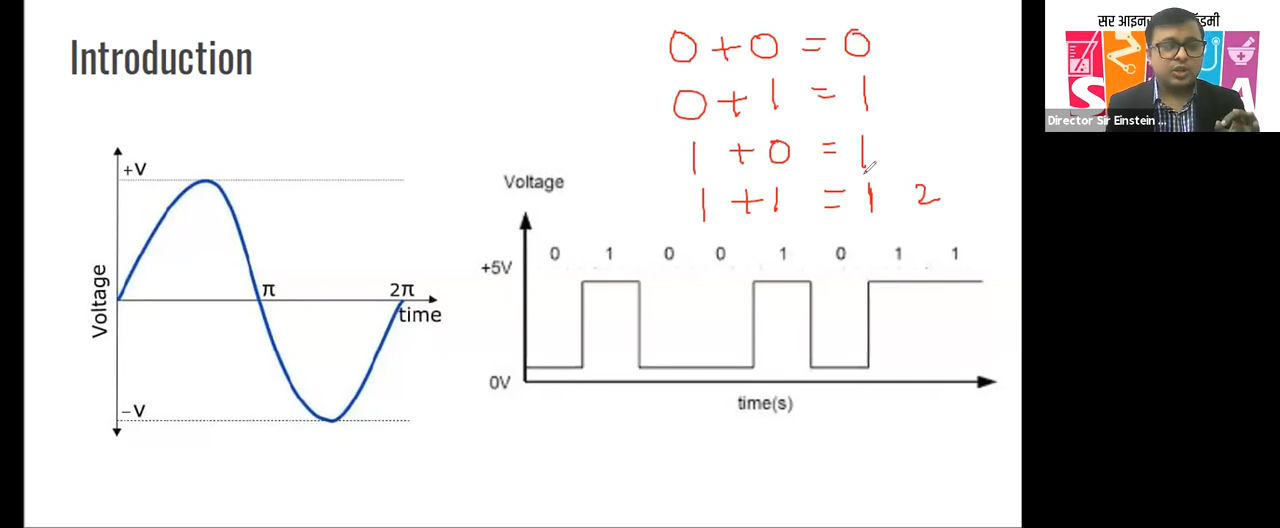 Introduction
0 + 0 = 0
0 + 1 = 1
1 + 0 = 1
1 + 1 = 1 2
+V
Voltage
π
2π
time
−V
Voltage
0 1 0 0 1 0 1 1
+5V
0V
time(s)
सर आइन
डमी
S
A
Director Sir Einstein ...